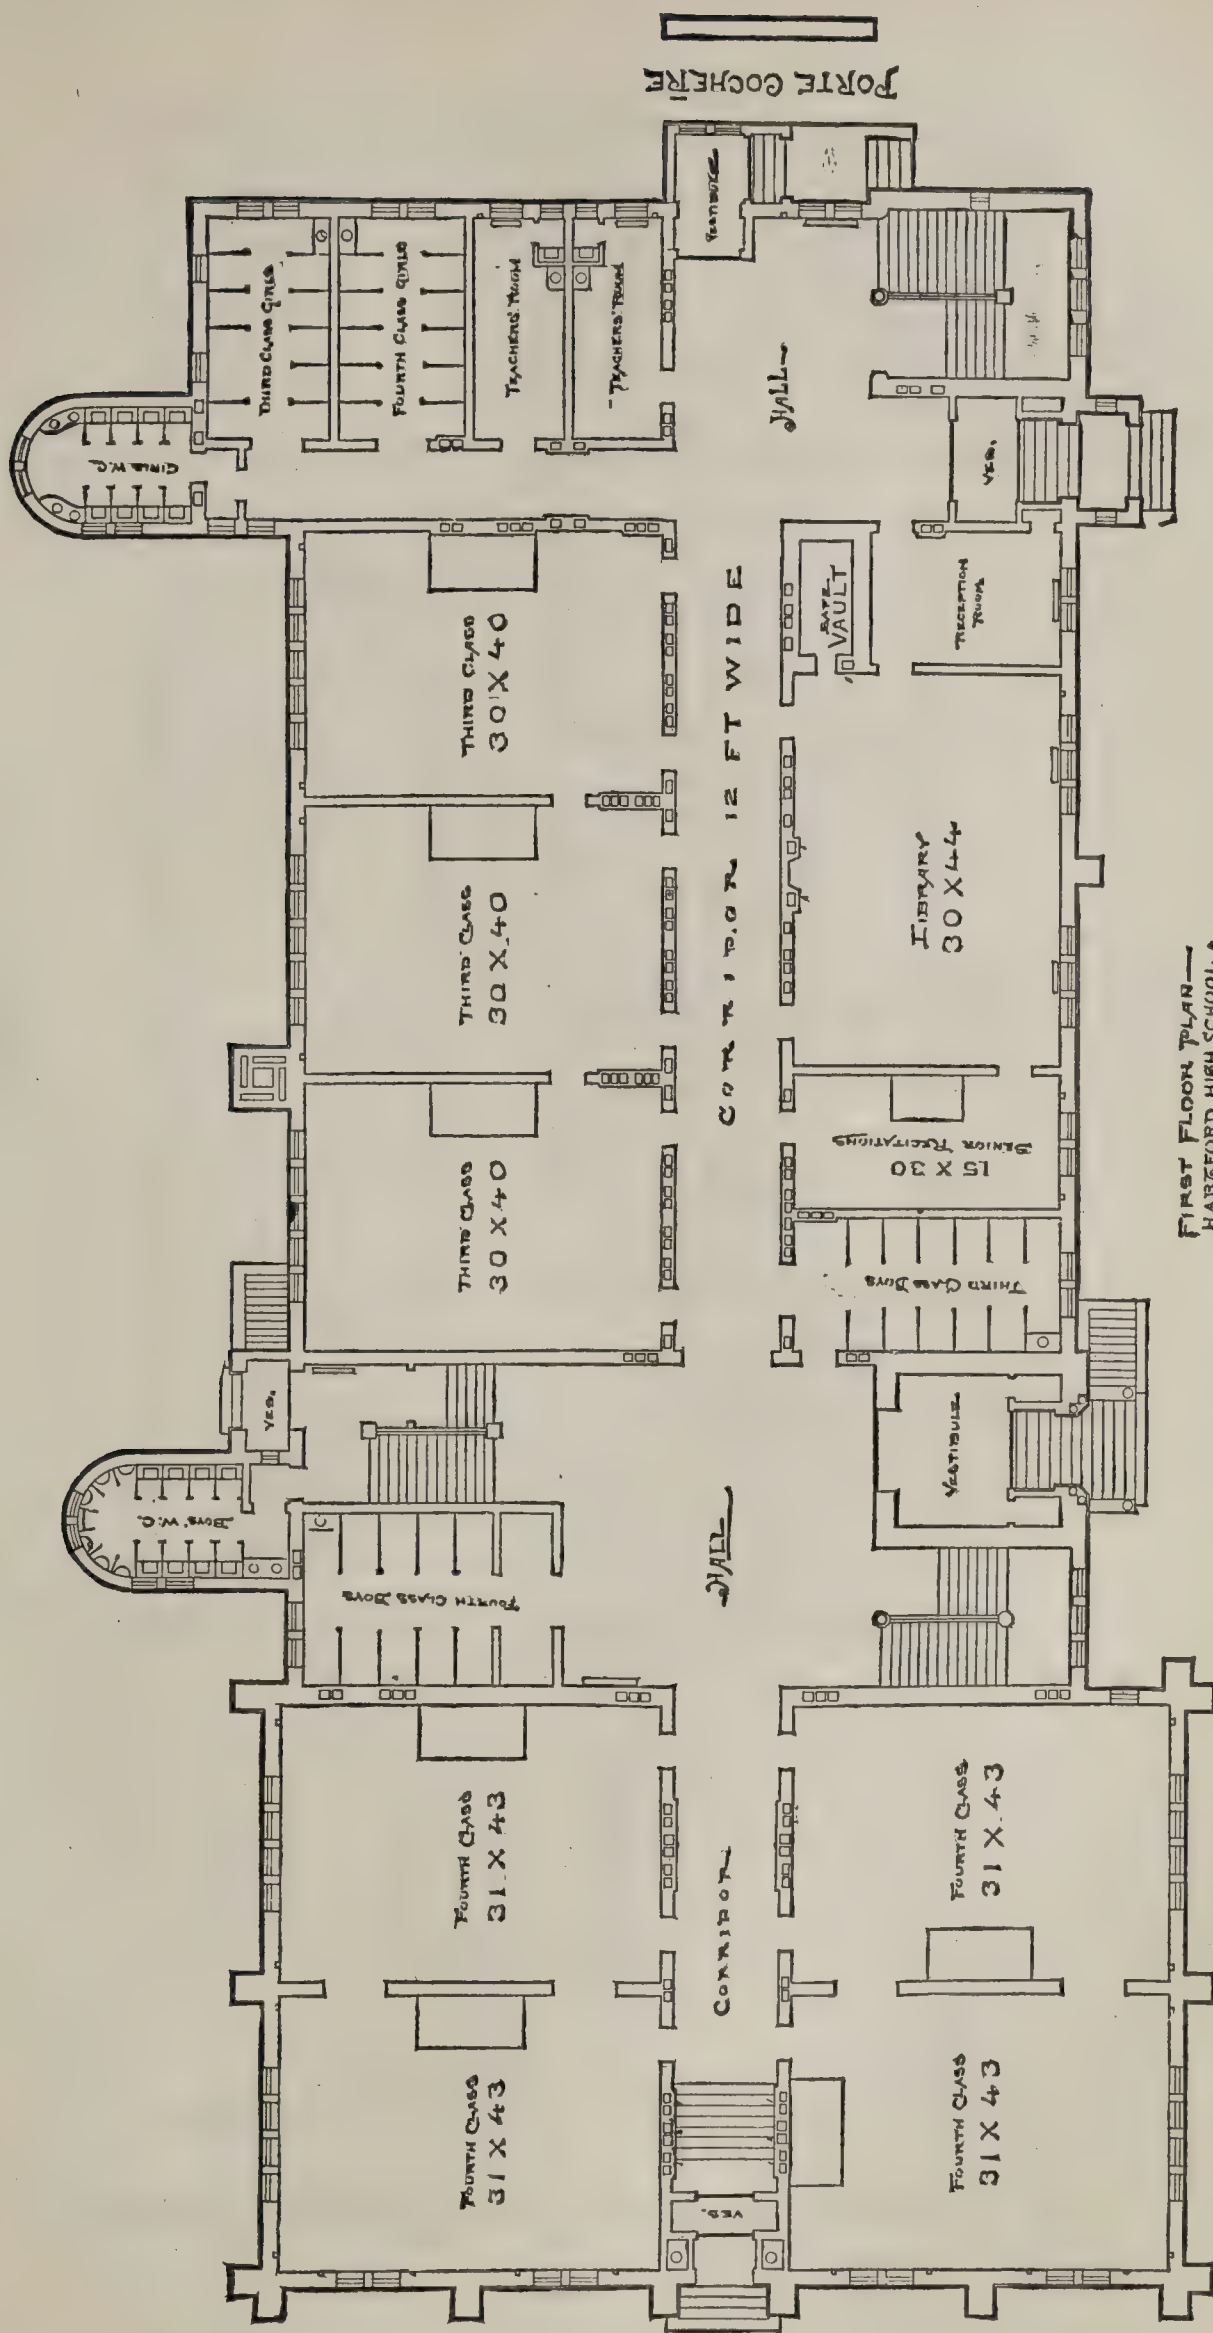 PORTE COCHERE
VESTIBULE
THIRD CLASS GIRLS
FOURTH CLASS GIRLS
TEACHERS' ROOM
TEACHERS' ROOM
GIRLS W.C.
HALL
VES.
RECEPTION
ROOM
SAFE
VAULT
THIRD CLASS
30 X 40
THIRD CLASS
30 X 40
THIRD CLASS
30 X 40
CORRIDOR 12 FT WIDE
LIBRARY
30 X 44
SENIOR RECITATIONS
15 X 30
THIRD CLASS BOYS
VES.
BOYS' W.C.
FOURTH CLASS BOYS
HALL
VESTIBULE
FOURTH CLASS
31 X 43
FOURTH CLASS
31 X 43
CORRIDOR
FOURTH CLASS
31 X 43
FOURTH CLASS
31 X 43
VES.
FIRST FLOOR PLAN
HARTFORD HIGH SCHOOL